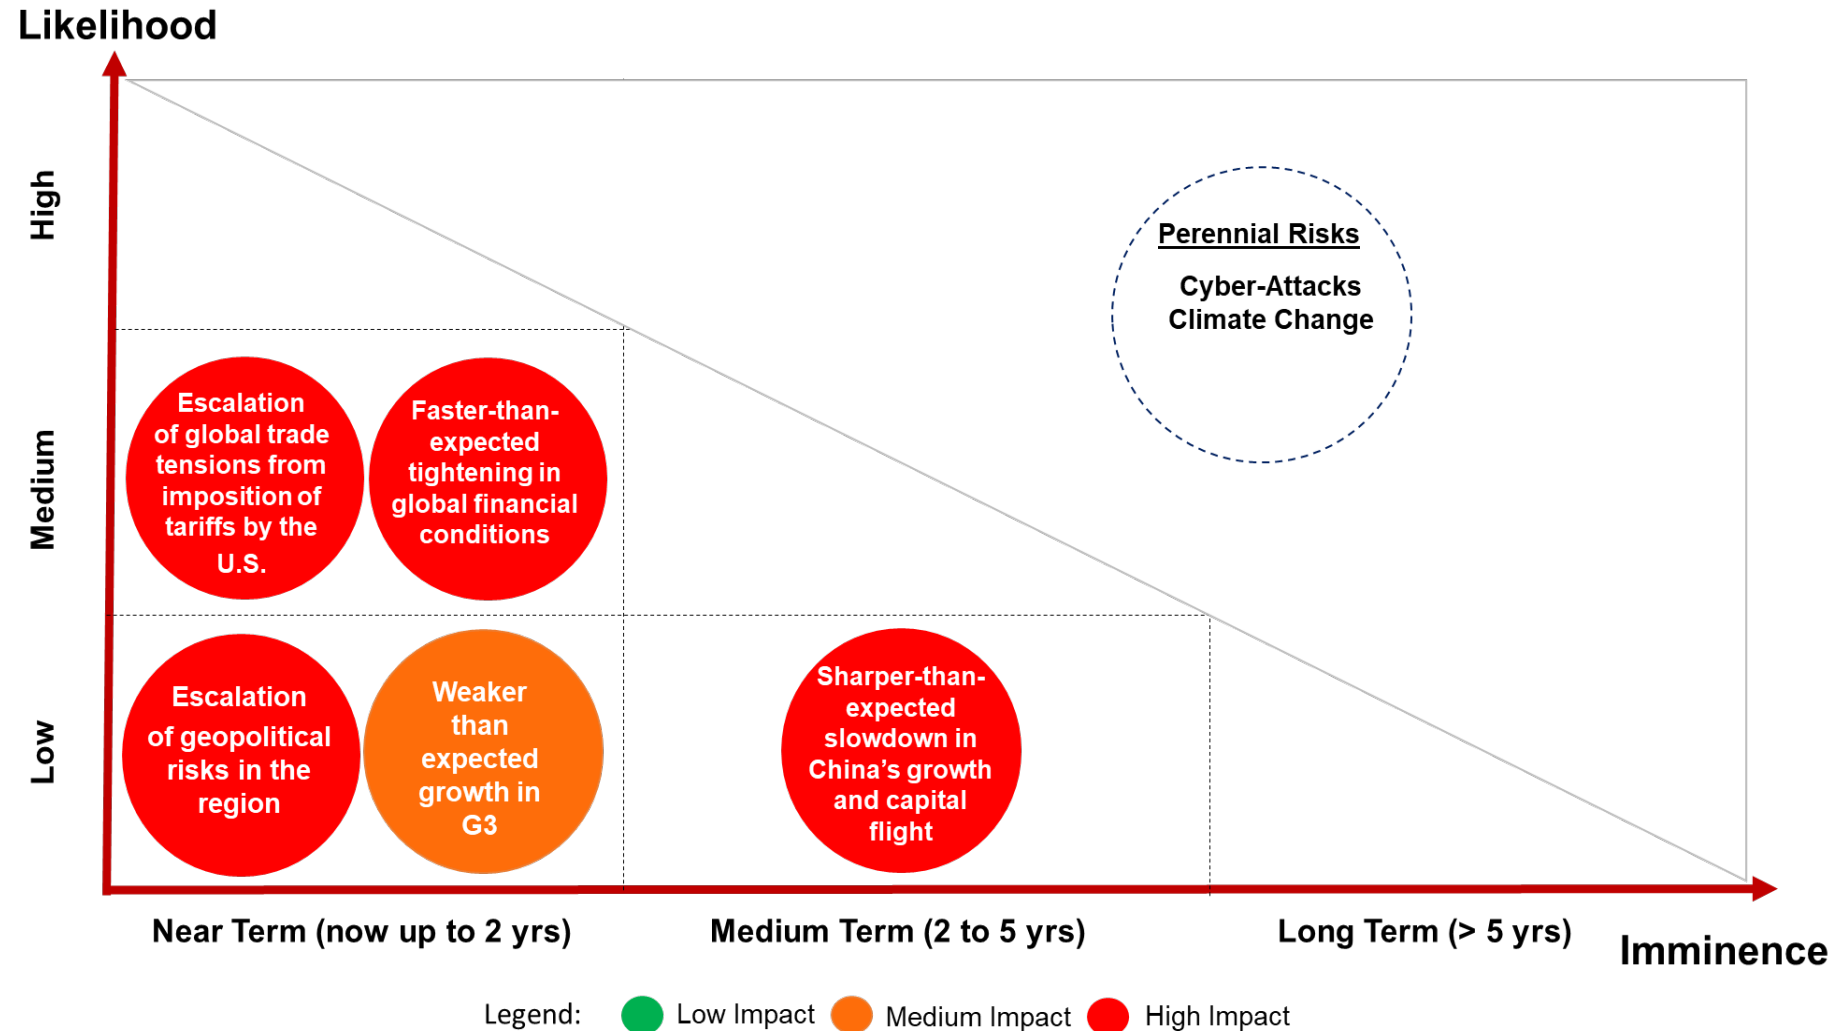 Likelihood
High
Perennial Risks
Cyber-Attacks
Climate Change
Medium
Escalation
of global trade
tensions from
imposition of
tariffs by the
U.S.
Faster-than-
expected
tightening in
global financial
conditions
Low
Escalation
of geopolitical
risks in the
region
Weaker
than
expected
growth in
G3
Sharper-than-
expected
slowdown in
China’s growth
and capital
flight
Near Term (now up to 2 yrs)
Medium Term (2 to 5 yrs)
Long Term (> 5 yrs)
Imminence
Legend:
Low Impact
Medium Impact
High Impact